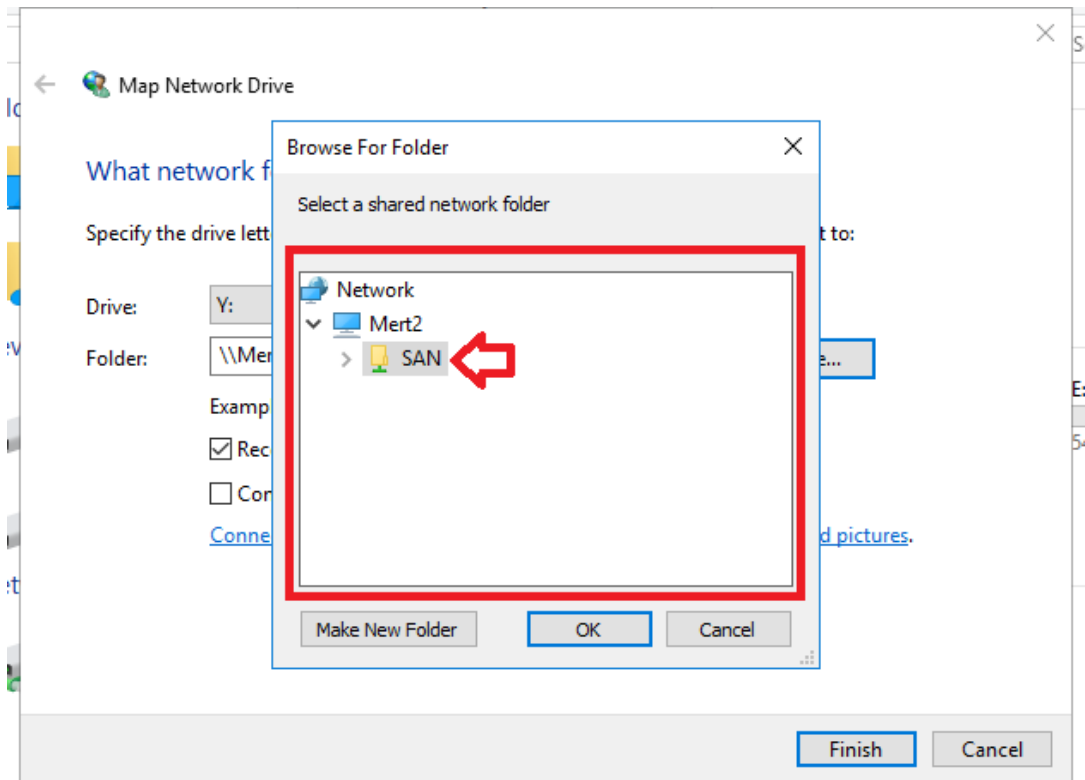 Map Network Drive
Browse For Folder
What network f
Select a shared network folder
Specify the drive lett
t to:
Network
Drive:
Y:
Mert2
Folder:
\\Mer
SAN
...
Examp
E:
54
Rec
Con
Conne
d pictures.
Make New Folder
OK
Cancel
Finish
Cancel